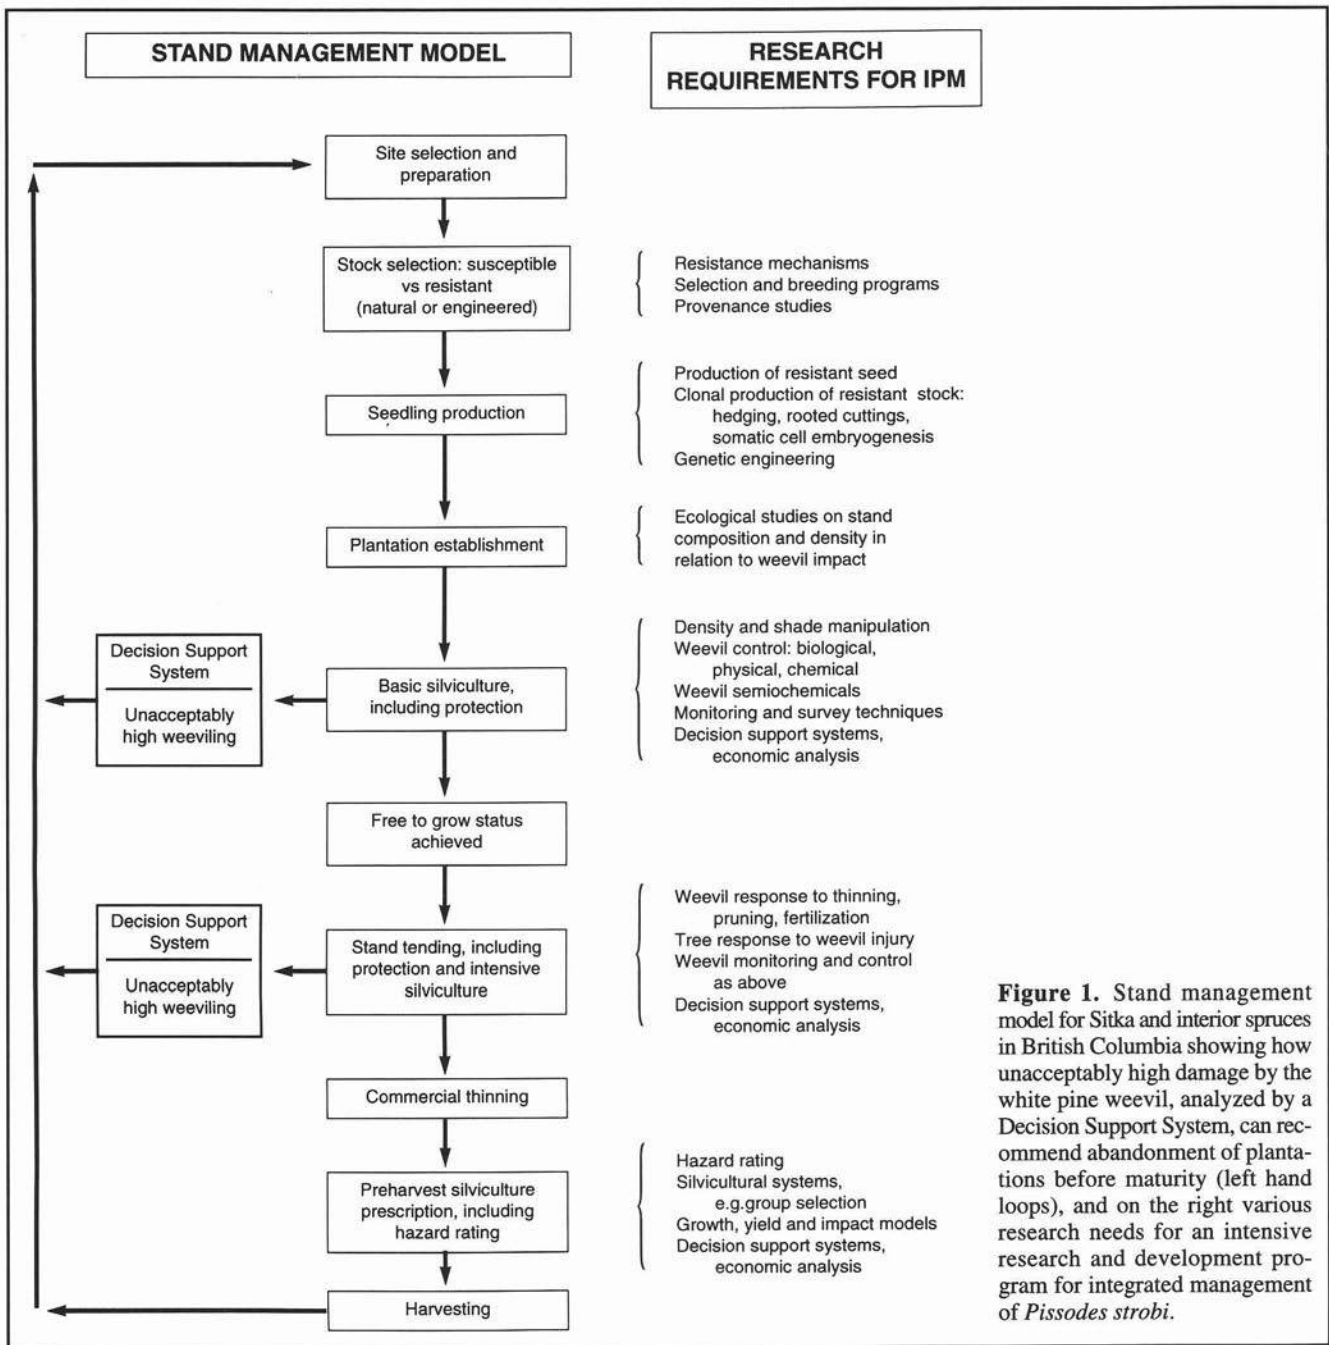 STAND MANAGEMENT MODEL
RESEARCH
REQUIREMENTS FOR IPM
Site selection and
preparation
Stock selection: susceptible
vs resistant
(natural or engineered)
Resistance mechanisms
Selection and breeding programs
Provenance studies
Seedling production
Production of resistant seed
Clonal production of resistant stock:
hedging, rooted cuttings,
somatic cell embryogenesis
Genetic engineering
Plantation establishment
Ecological studies on stand
composition and density in
relation to weevil impact
Decision Support
System
Unacceptably
high weeviling
Basic silviculture,
including protection
Density and shade manipulation
Weevil control: biological,
physical, chemical
Weevil semiochemicals
Monitoring and survey techniques
Decision support systems,
economic analysis
Free to grow status
achieved
Decision Support
System
Unacceptably
high weeviling
Stand tending, including
protection and intensive
silviculture
Weevil response to thinning,
pruning, fertilization
Tree response to weevil injury
Weevil monitoring and control
as above
Decision support systems,
economic analysis
Commercial thinning
Preharvest silviculture
prescription, including
hazard rating
Hazard rating
Silvicultural systems,
e.g.group selection
Growth, yield and impact models
Decision support systems,
economic analysis
Harvesting
Figure 1. Stand management
model for Sitka and interior spruces
in British Columbia showing how
unacceptably high damage by the
white pine weevil, analyzed by a
Decision Support System, can rec-
ommend abandonment of planta-
tions before maturity (left hand
loops), and on the right various
research needs for an intensive
research and development pro-
gram for integrated management
of Pissodes strobi.